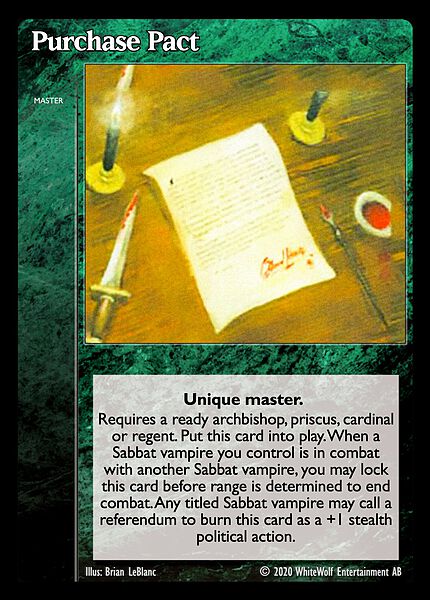 Purchase Pact
MASTER
Unique master.
Requires a ready archbishop, priscus, cardinal
or regent. Put this card into play.When a
Sabbat vampire you control is in combat
with another Sabbat vampire, you may lock
this card before range is determined to end
combat.Any titled Sabbat vampire may call a
referendum to burn this card as a +1 stealth
political action.
Illus: Brian LeBlanc © 2020 WhiteWolf Entertainment AB